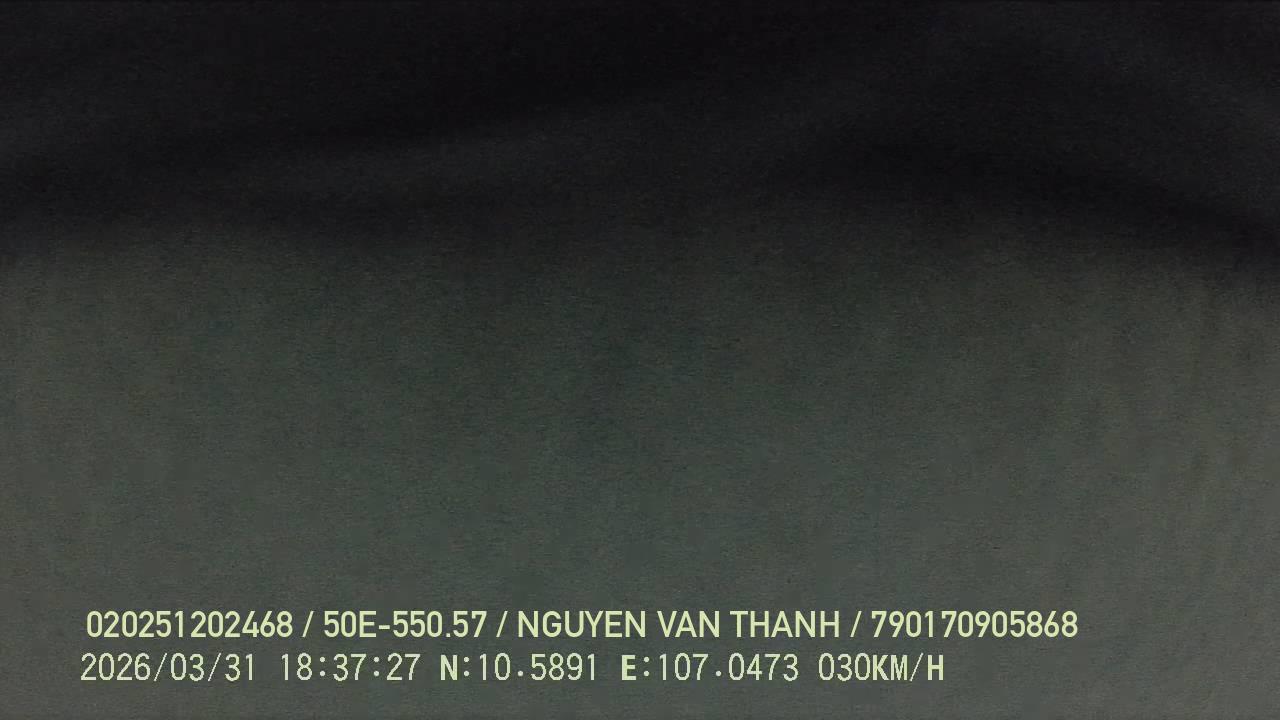 020251202468 / 50E-550.57 / NGUYEN VAN THANH / 790170905868
2026/03/31 18:37:27 N:10.5891 E:107.0473 030KM/H